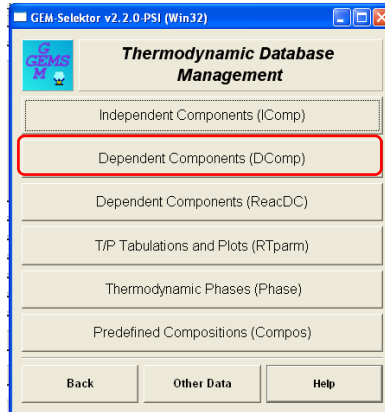 GEM-Selektor v2.2.0-PSI (Win32)
G
GEMS
M
Thermodynamic Database
Management
Independent Components (IComp)
Dependent Components (DComp)
Dependent Components (ReacDC)
T/P Tabulations and Plots (RTparm)
Thermodynamic Phases (Phase)
Predefined Compositions (Compos)
Back Other Data Help